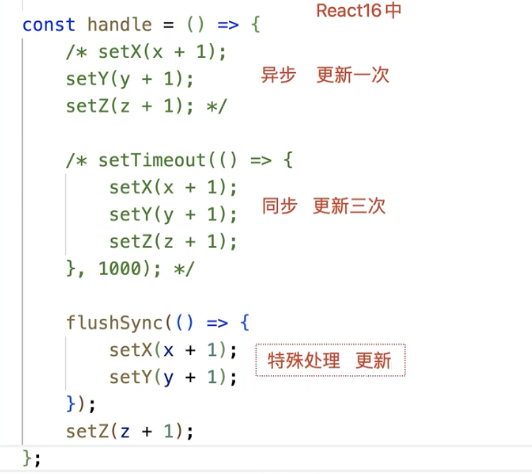 React16中
const handle = () => {
/* setX(x + 1);
setY(y + 1);
异步 更新一次
setZ(z + 1); */
/* setTimeout(() => {
setX(x + 1);
setY(y + 1);
同步 更新三次
setZ(z + 1);
}, 1000); */
flushSync(() => {
setX(x + 1);
特殊处理 更新
setY(y + 1);
});
setZ(z + 1);
};